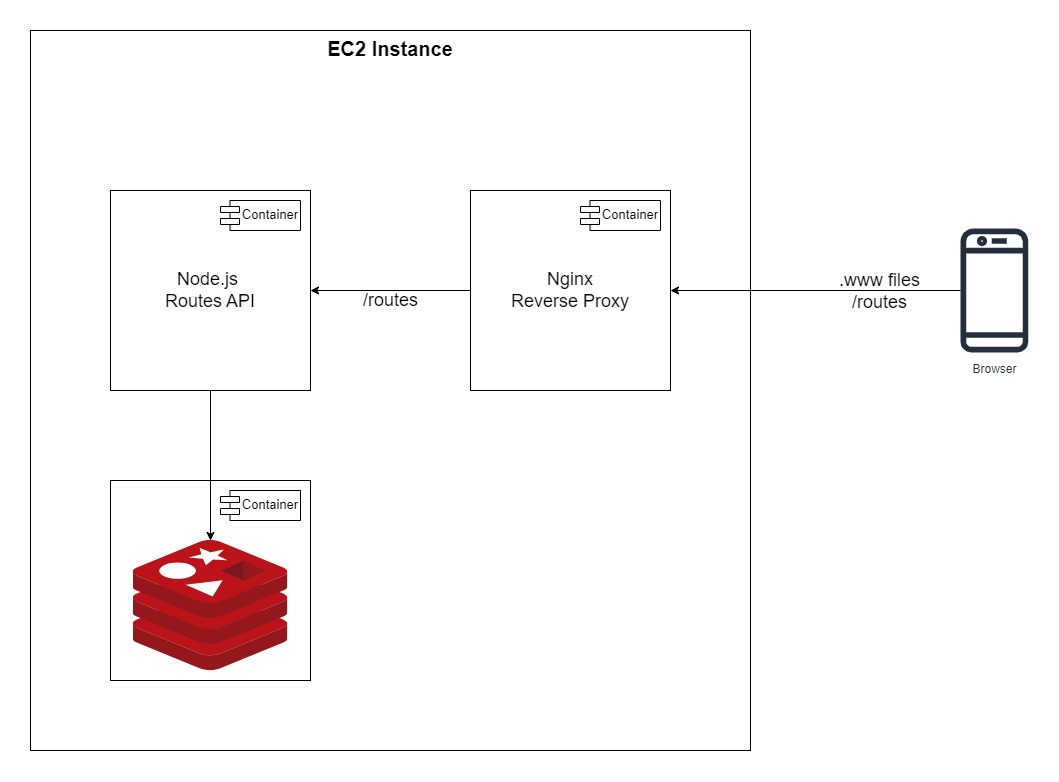 EC2 Instance
Container
Node.js
Routes API
/routes
Container
Nginx
Reverse Proxy
.www files
/routes
Browser
Container